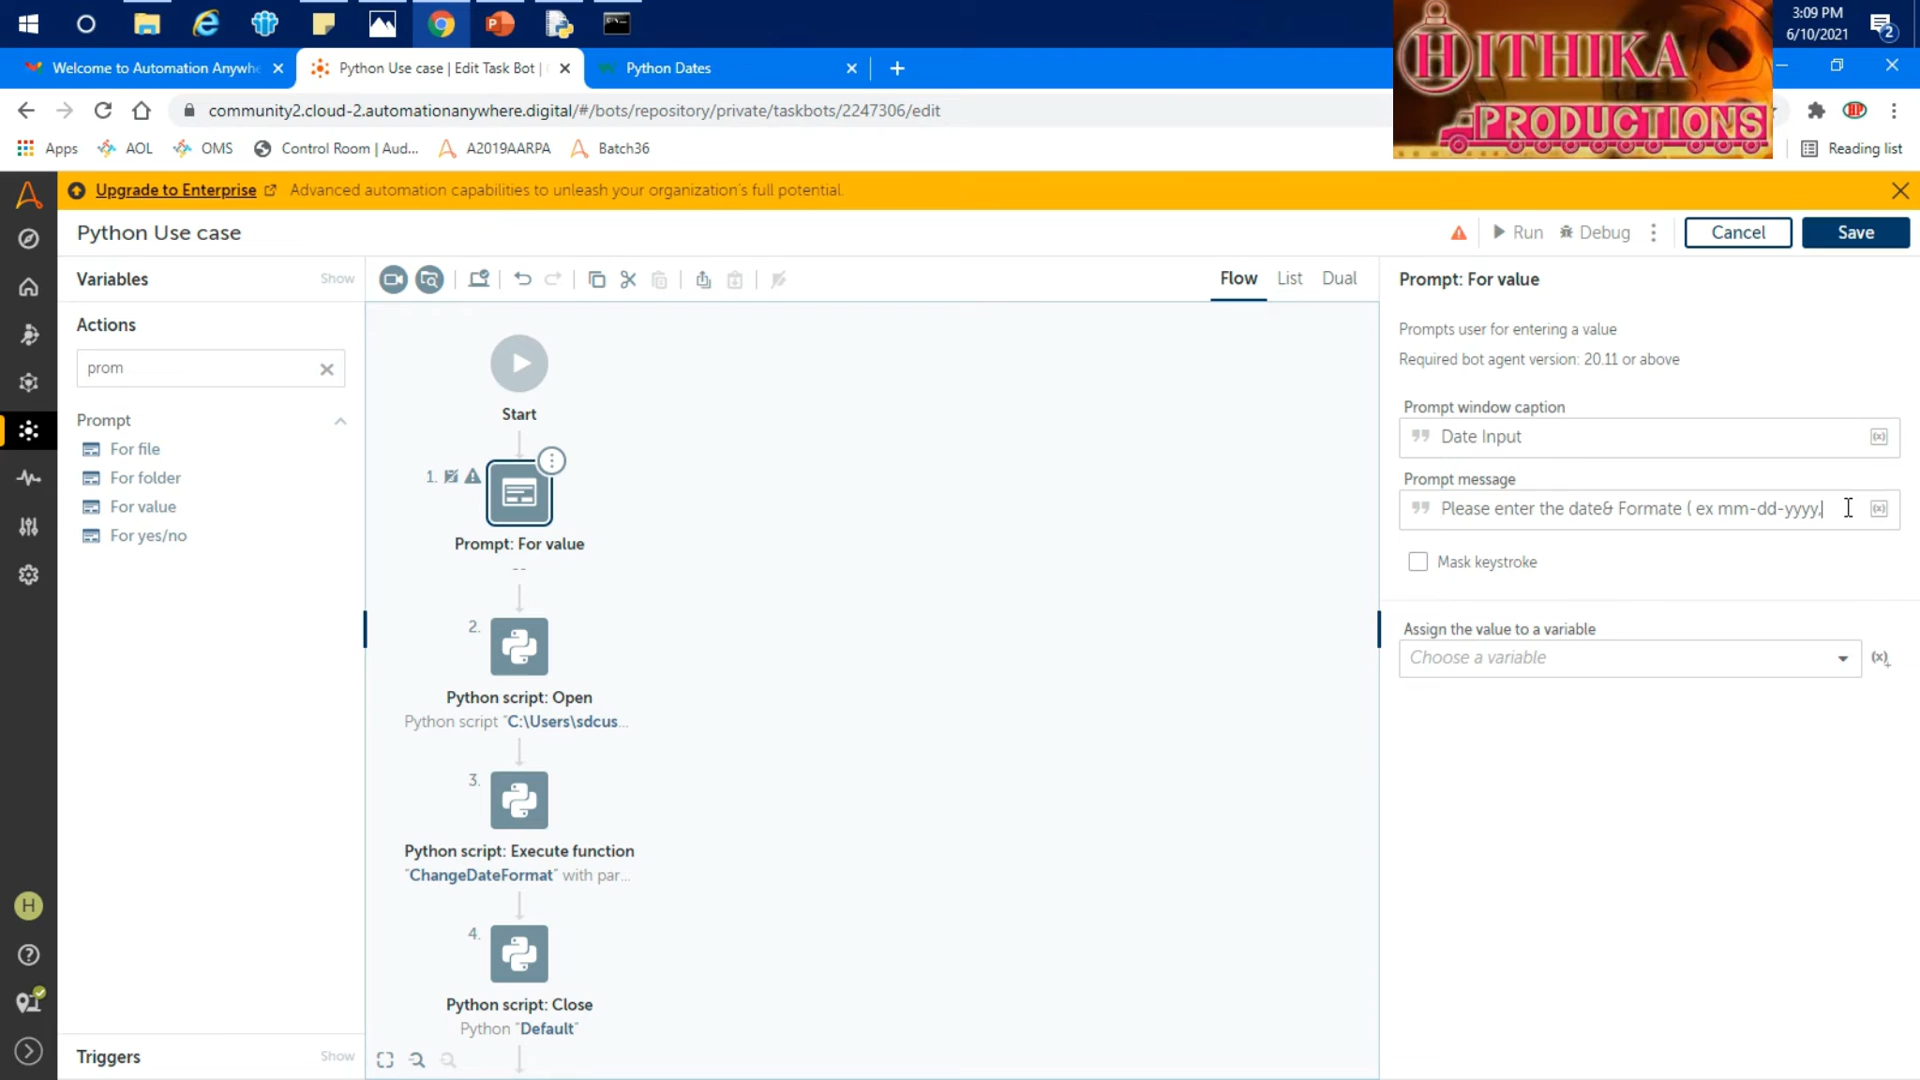 3:09 PM
6/10/2021
2
HITHIKA
PRODUCTIONS
Welcome to Automation Anywhe
Python Use case | Edit Task Bot |
Python Dates
community2.cloud-2.automationanywhere.digital/#/bots/repository/private/taskbots/2247306/edit
HP
Apps
AOL
OMS
Control Room | Aud...
A2019AARPA
Batch36
Reading list
Upgrade to Enterprise
Advanced automation capabilities to unleash your organization's full potential.
Python Use case
Run
Debug
Cancel
Save
Variables
Show
Flow
List
Dual
Prompt: For value
Actions
prom
Prompts user for entering a value
Required bot agent version: 20.11 or above
Start
Prompt
For file
For folder
For value
For yes/no
Prompt window caption
Date Input
(x)
1.
Prompt message
Please enter the date& Formate ( ex mm-dd-yyyy,
(x)
Prompt: For value
--
Mask keystroke
2.
Assign the value to a variable
Choose a variable
(x)+
Python script: Open
Python script "C:\Users\sdcus...
3.
Python script: Execute function
"ChangeDateFormat" with par...
4.
H
Python script: Close
Python "Default"
Triggers
Show